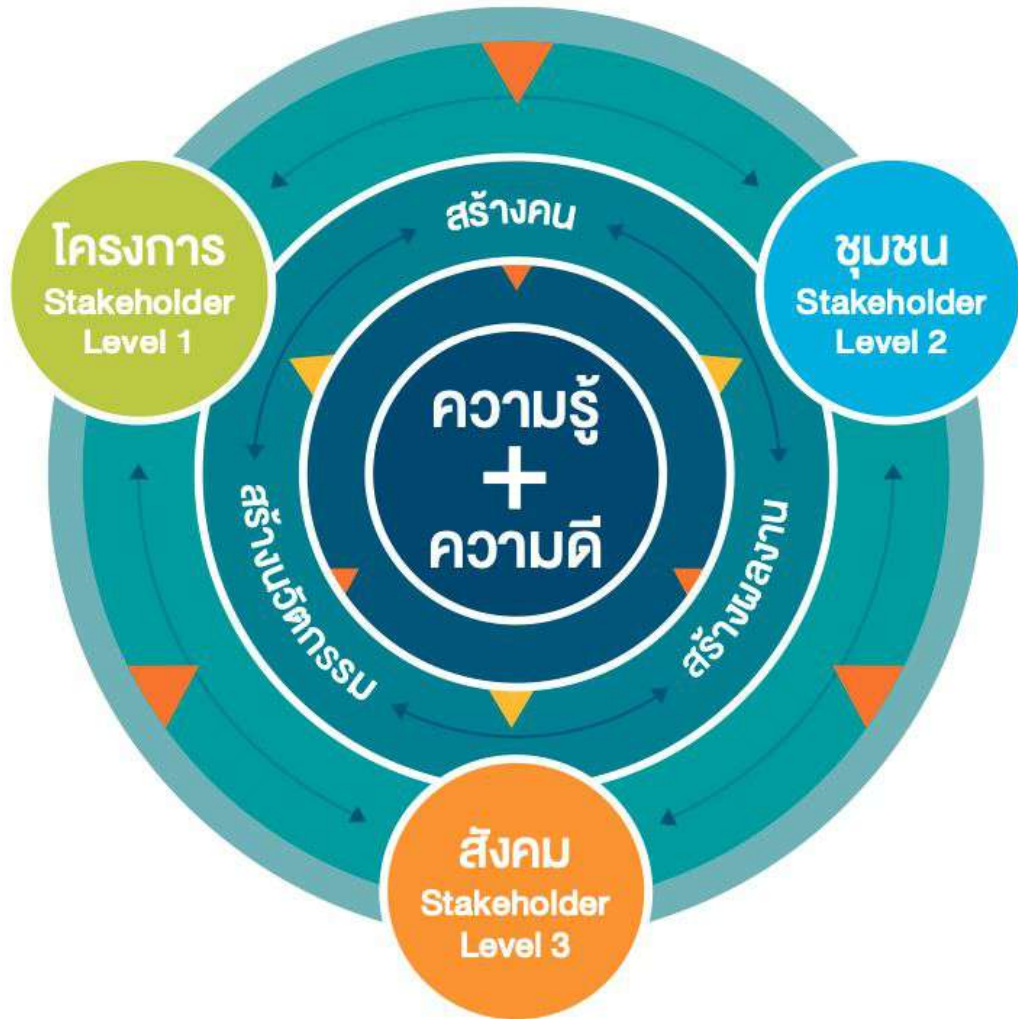 สร้างคน
โครงการ
Stakeholder
Level 1
ชุมชน
Stakeholder
Level 2
ความรู้
+
ความดี
สร้างนวัตกรรม
สร้างผลงาน
สังคม
Stakeholder
Level 3